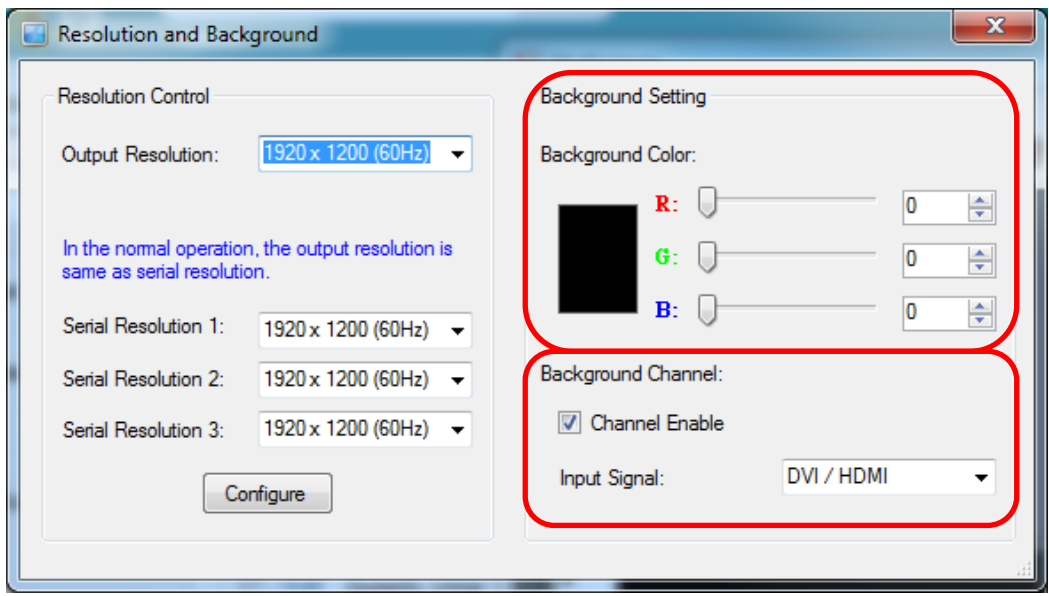 Resolution and Background
Resolution Control
Output Resolution: 1920 x 1200 (60Hz)
In the normal operation, the output resolution is
same as serial resolution.
Serial Resolution 1: 1920 x 1200 (60Hz)
Serial Resolution 2: 1920 x 1200 (60Hz)
Serial Resolution 3: 1920 x 1200 (60Hz)
Configure
Background Setting
Background Color:
R: 0
G: 0
B: 0
Background Channel:
Channel Enable
Input Signal: DVI / HDMI